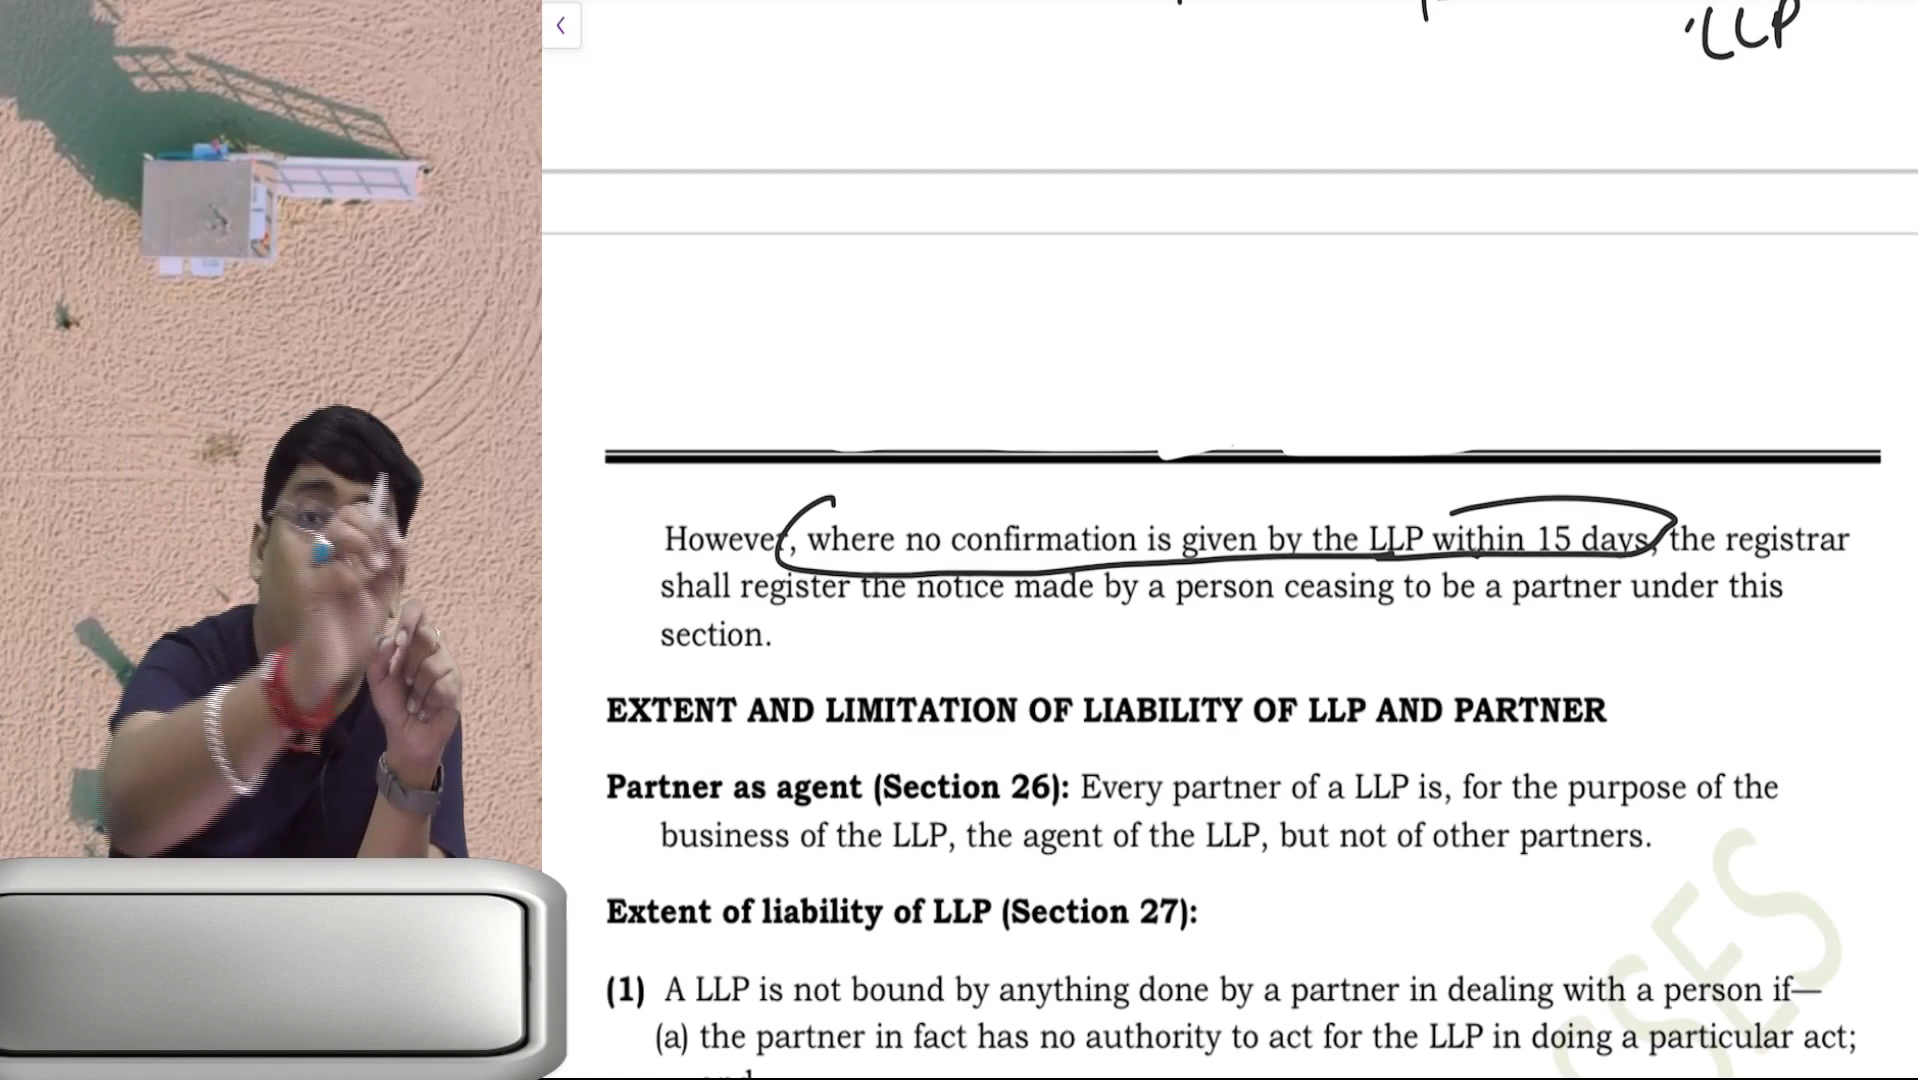 LLP
However, where no confirmation is given by the LLP within 15 days, the registrar
shall register the notice made by a person ceasing to be a partner under this
section.
EXTENT AND LIMITATION OF LIABILITY OF LLP AND PARTNER
Partner as agent (Section 26): Every partner of a LLP is, for the purpose of the
business of the LLP, the agent of the LLP, but not of other partners.
Extent of liability of LLP (Section 27):
(1) A LLP is not bound by anything done by a partner in dealing with a person if—
(a) the partner in fact has no authority to act for the LLP in doing a particular act;